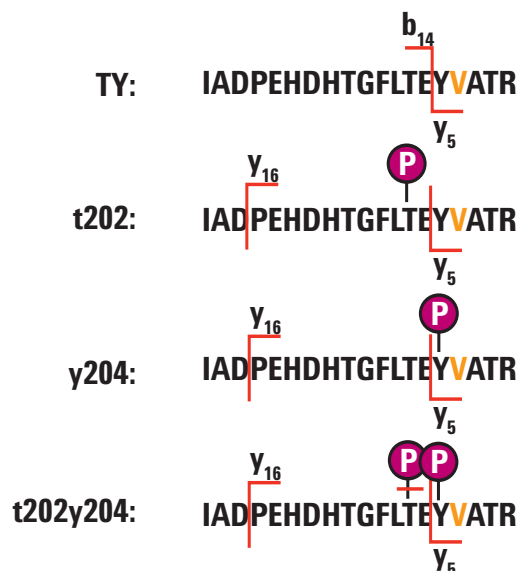 b14
TY: IADPEHDHTGFLTEYVATR
y5
y16 P
t202: IADPEHDHTGFLTEYVATR
y5
y16 P
y204: IADPEHDHTGFLTEYVATR
y5
y16 P P
t202y204: IADPEHDHTGFLTEYVATR
y5